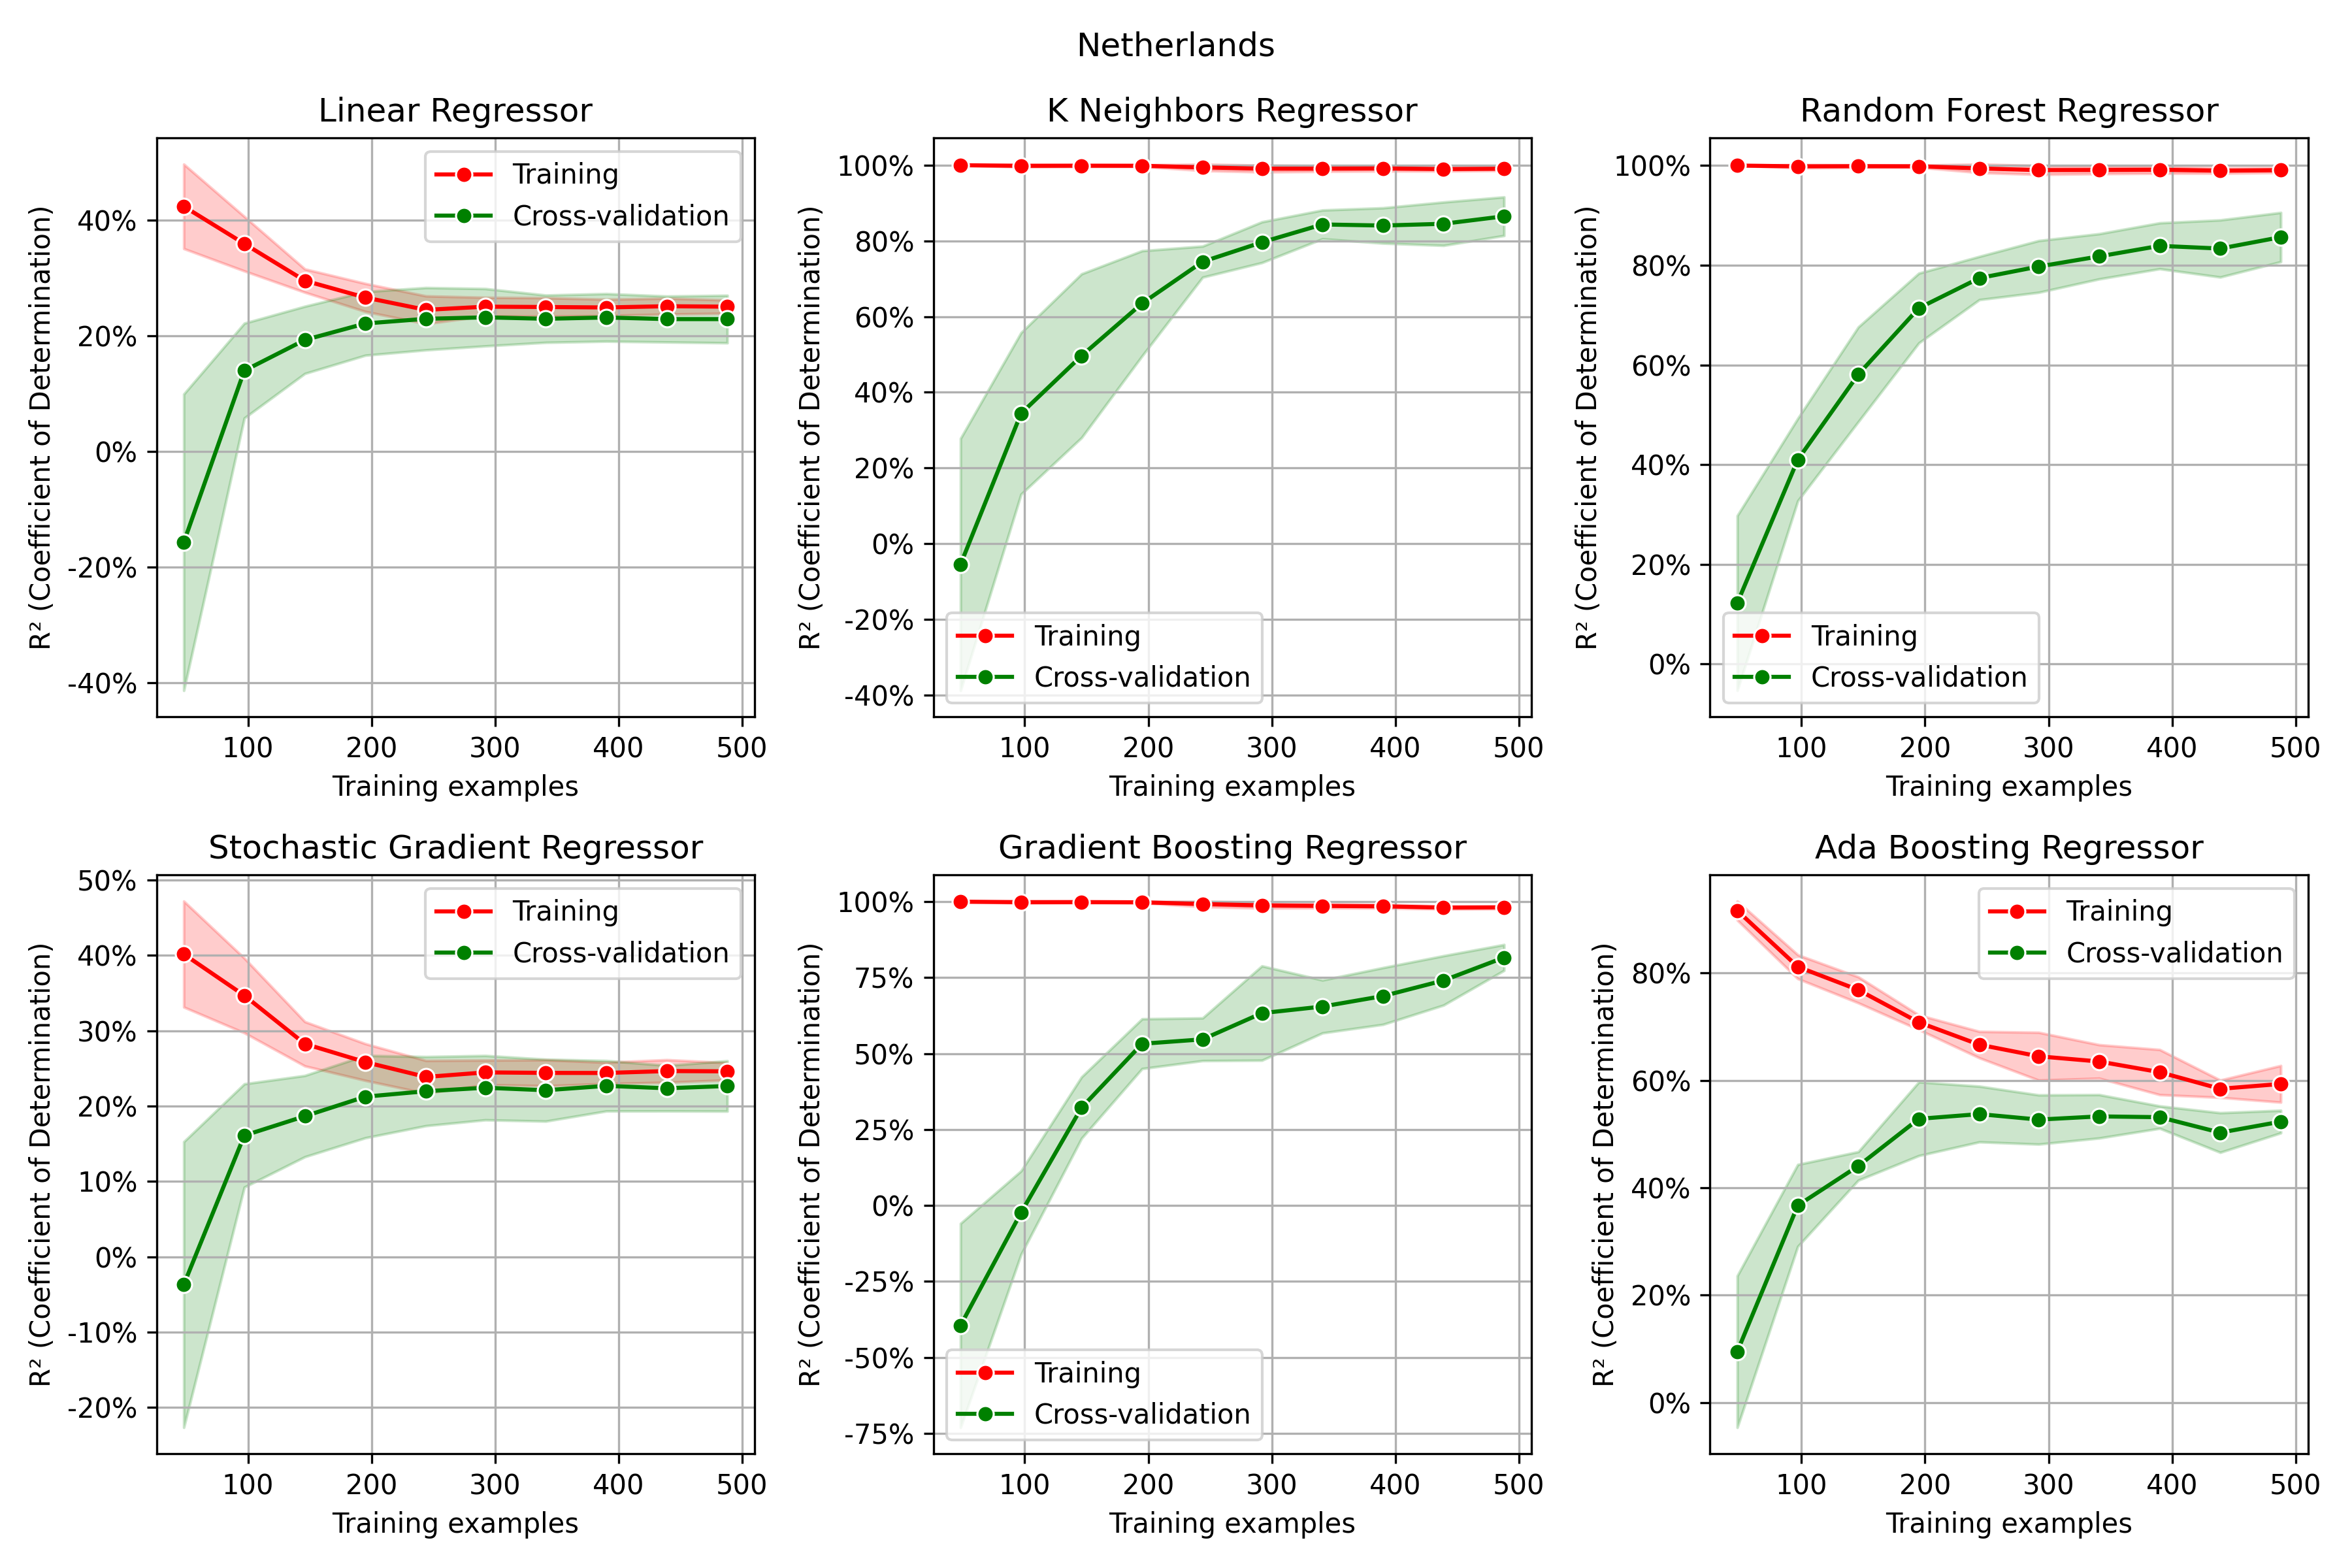 Netherlands
Linear Regressor
R² (Coefficient of Determination)
40%
20%
0%
-20%
-40%
Training
Cross-validation
100
200
300
400
500
Training examples
K Neighbors Regressor
R² (Coefficient of Determination)
100%
80%
60%
40%
20%
0%
-20%
-40%
Training
Cross-validation
100
200
300
400
500
Training examples
Random Forest Regressor
R² (Coefficient of Determination)
100%
80%
60%
40%
20%
0%
Training
Cross-validation
100
200
300
400
500
Training examples
Stochastic Gradient Regressor
R² (Coefficient of Determination)
50%
40%
30%
20%
10%
0%
-10%
-20%
Training
Cross-validation
100
200
300
400
500
Training examples
Gradient Boosting Regressor
R² (Coefficient of Determination)
100%
75%
50%
25%
0%
-25%
-50%
-75%
Training
Cross-validation
100
200
300
400
500
Training examples
Ada Boosting Regressor
R² (Coefficient of Determination)
80%
60%
40%
20%
0%
Training
Cross-validation
100
200
300
400
500
Training examples